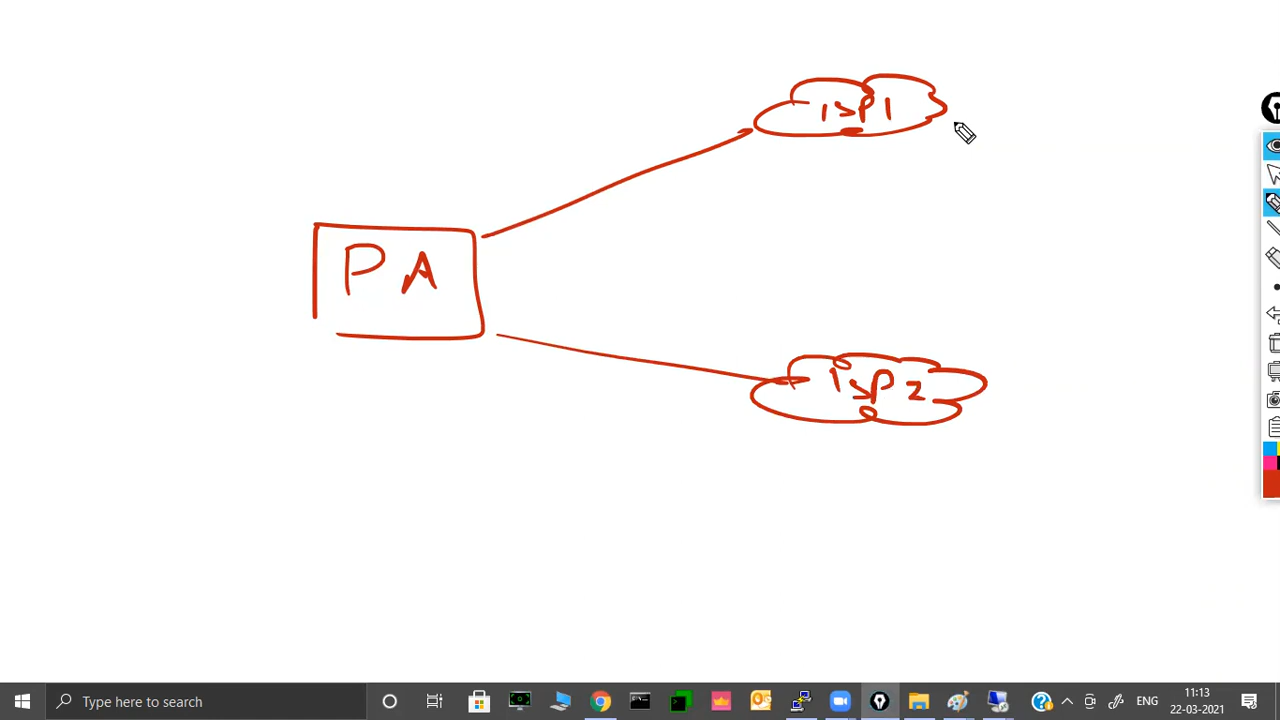 ISP1
PA
ISP2
Type here to search
ENG
11:13
22-03-2021